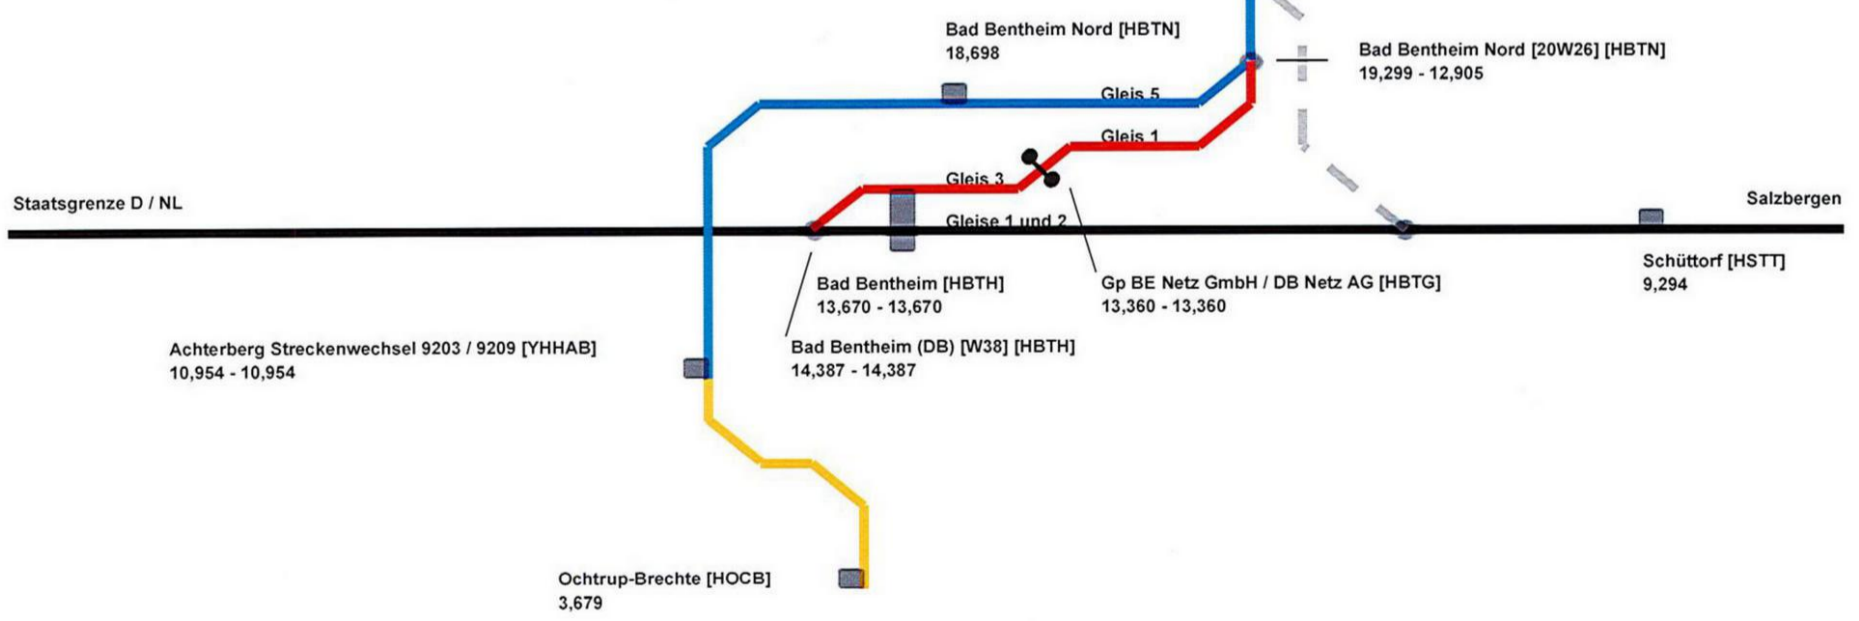 Bad Bentheim Nord [HBTN]
18,698
Bad Bentheim Nord [20W26] [HBTN]
19,299 - 12,905
Gleis 5
Gleis 1
Gleis 3
Staatsgrenze D / NL
Salzbergen
Gleise 1 und 2
Schüttorf [HSTT]
9,294
Bad Bentheim [HBTH]
13,670 - 13,670
Gp BE Netz GmbH / DB Netz AG [HBTG]
13,360 - 13,360
Achterberg Streckenwechsel 9203 / 9209 [YHHAB]
10,954 - 10,954
Bad Bentheim (DB) [W38] [HBTH]
14,387 - 14,387
Ochtrup-Brechte [HOCB]
3,679